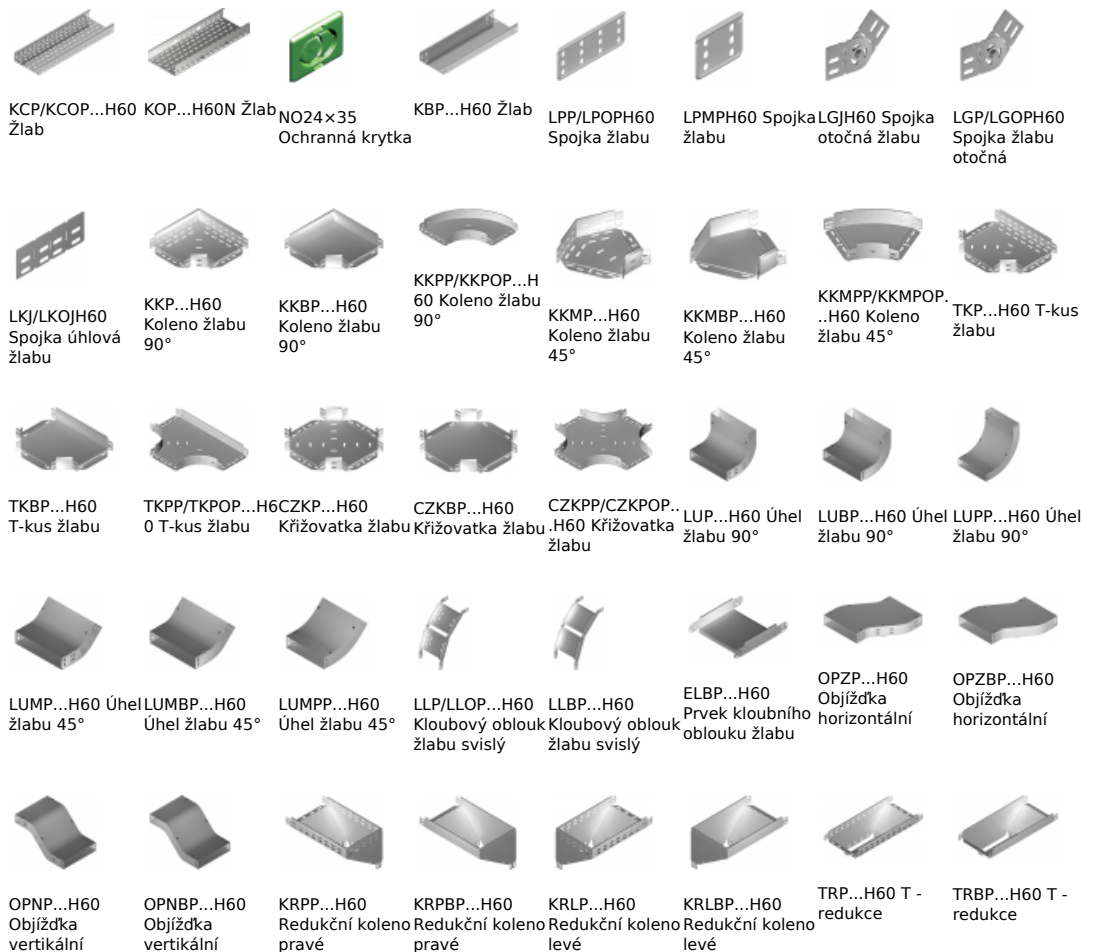 KCP/KCOP...H60
Žlab
KOP...H60N Žlab
NO24×35
Ochranná krytka
KBP...H60 Žlab
LPP/LPOPH60
Spojka žlabu
LPMPH60 Spojka
žlabu
LGJH60 Spojka
otočná žlabu
LGP/LGOPH60
Spojka žlabu
otočná
LKJ/LKOJH60
Spojka úhlová
žlabu
KKP...H60
Koleno žlabu
90°
KKBP...H60
Koleno žlabu
90°
KKPP/KKPOP...H
60 Koleno žlabu
90°
KKMP...H60
Koleno žlabu
45°
KKMBP...H60
Koleno žlabu
45°
KKMPP/KKMPOP.
..H60 Koleno
žlabu 45°
TKP...H60 T-kus
žlabu
TKBP...H60
T-kus žlabu
TKPP/TKPOP...H6
0 T-kus žlabu
CZKP...H60
Křižovatka žlabu
CZKBP...H60
Křižovatka žlabu
CZKPP/CZKPOP..
.H60 Křižovatka
žlabu
LUP...H60 Úhel
žlabu 90°
LUBP...H60 Úhel
žlabu 90°
LUPP...H60 Úhel
žlabu 90°
LUMP...H60 Úhel
žlabu 45°
LUMBP...H60
Úhel žlabu 45°
LUMPP...H60
Úhel žlabu 45°
LLP/LLOP...H60
Kloubový oblouk
žlabu svislý
LLBP...H60
Kloubový oblouk
žlabu svislý
ELBP...H60
Prvek kloubního
oblouku žlabu
OPZP...H60
Objížďka
horizontální
OPZBP...H60
Objížďka
horizontální
OPNP...H60
Objížďka
vertikální
OPNBP...H60
Objížďka
vertikální
KRPP...H60
Redukční koleno
pravé
KRPBP...H60
Redukční koleno
pravé
KRLP...H60
Redukční koleno
levé
KRLBP...H60
Redukční koleno
levé
TRP...H60 T -
redukce
TRBP...H60 T -
redukce